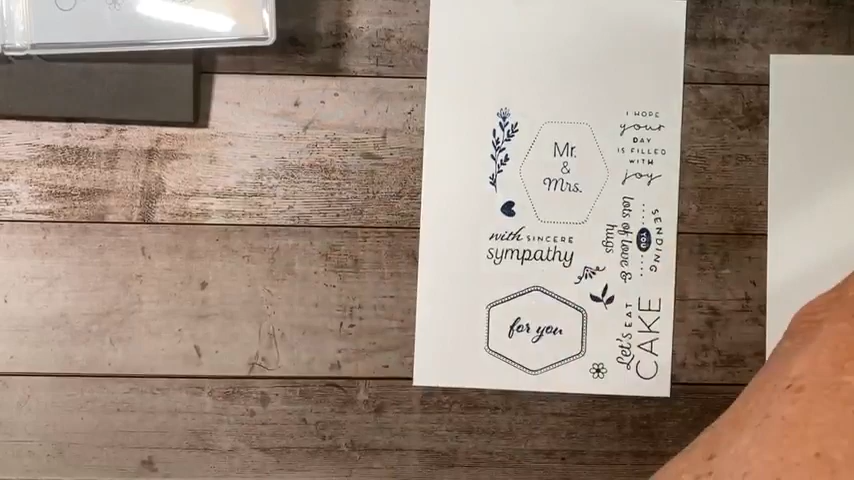 Mr.
&
Mrs.
I HOPE
your
DAY
IS FILLED
WITH
joy
with SINCERE
sympathy
SENDING
YOU
lots of love &
hugs
for you
Let's EAT
CAKE